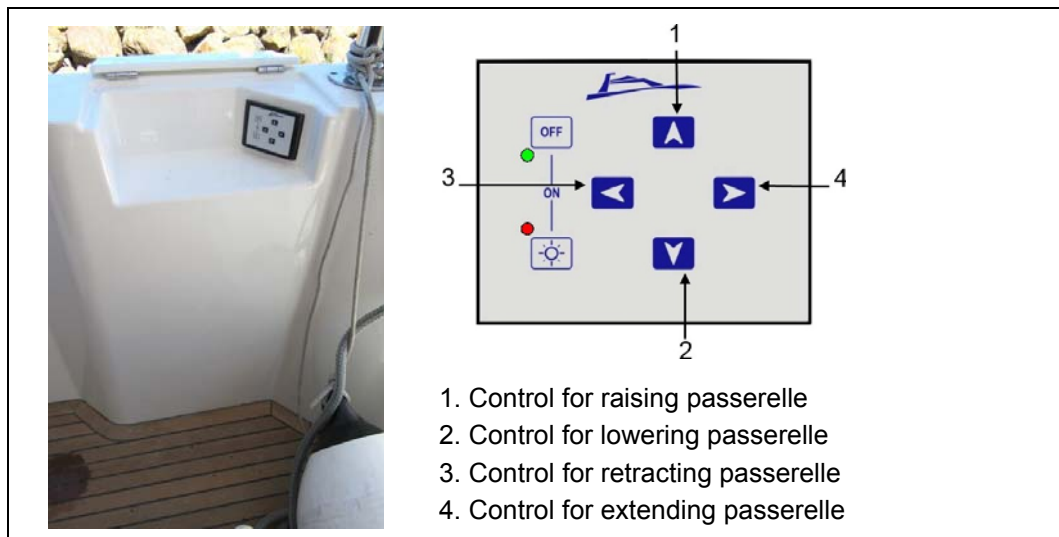 1
OFF
3
4
ON
2
1. Control for raising passerelle
2. Control for lowering passerelle
3. Control for retracting passerelle
4. Control for extending passerelle